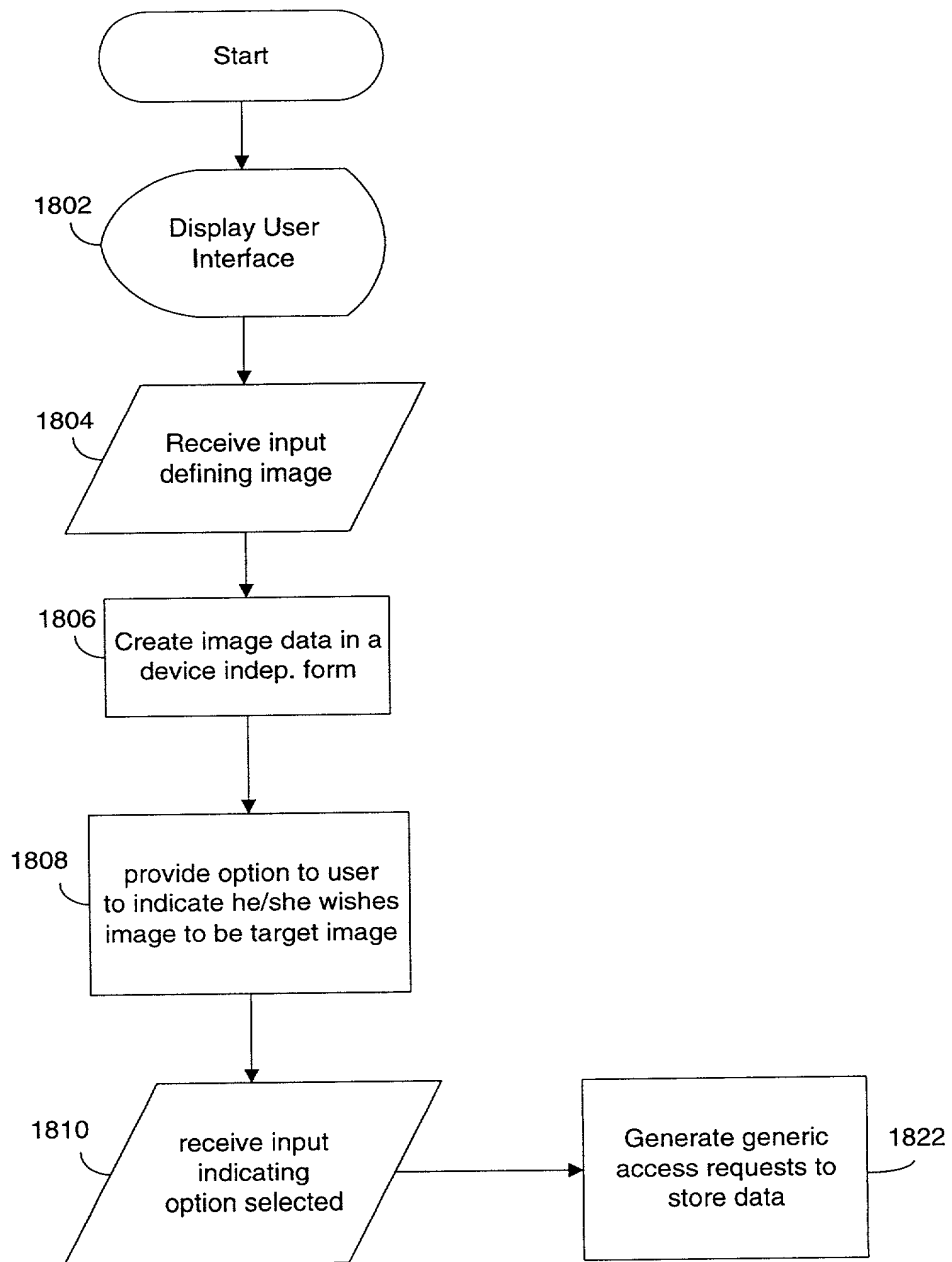 Start
1802
Display User
Interface
1804
Receive input
defining image
1806
Create image data in a
device indep. form
1808
provide option to user
to indicate he/she wishes
image to be target image
1810
receive input
indicating
option selected
Generate generic
access requests to
store data
1822